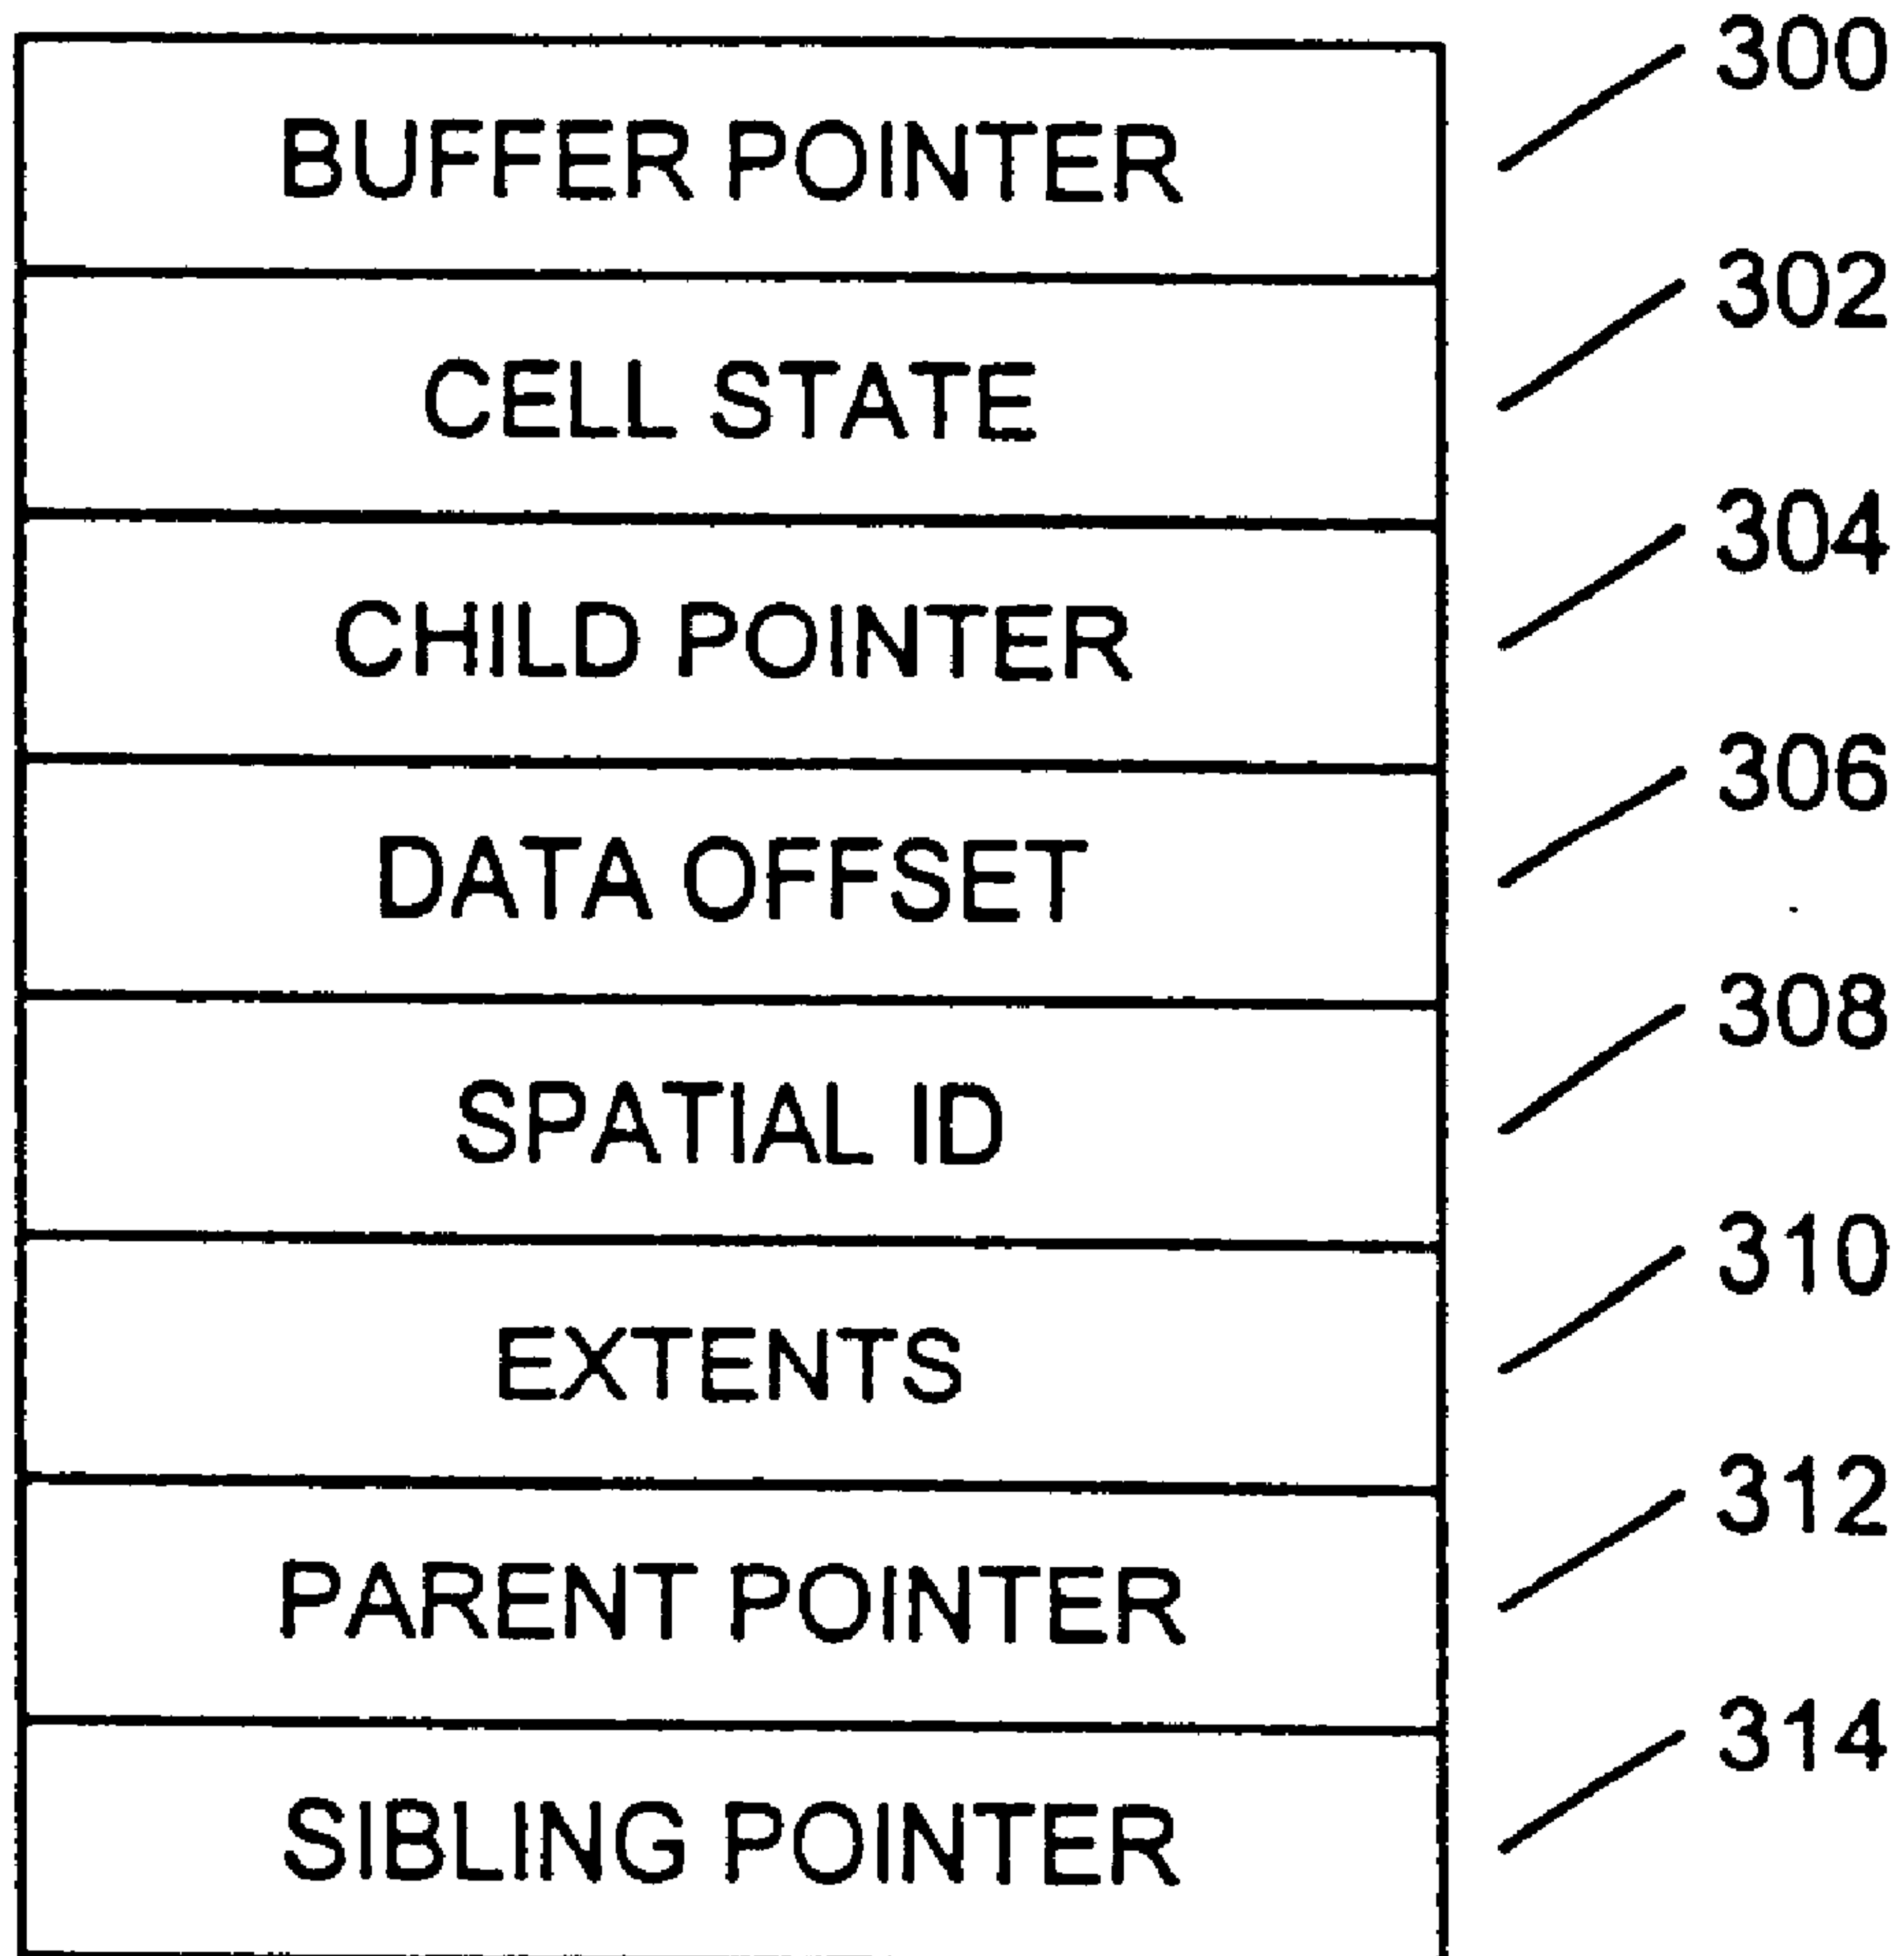 300
BUFFER POINTER
302
CELL STATE
304
CHILD POINTER
306
DATA OFFSET
308
SPATIAL ID
310
EXTENTS
312
PARENT POINTER
314
SIBLING POINTER